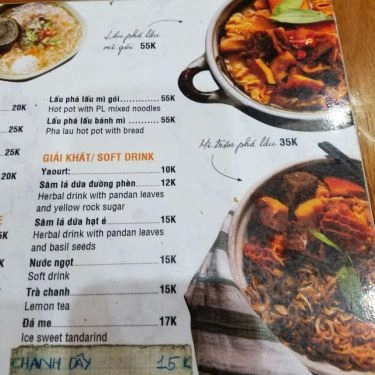 Lẩu phá lấu
mì gói 55K
20K
25K
25K
20K
Lẩu phá lấu mì gói............55K
Hot pot with PL mixed noodles
Lẩu phá lấu bánh mì ...........55K
Pha lau hot pot with bread
Mì trộn phá lấu 35K
GIẢI KHÁT/ SOFT DRINK
Yaourt:..............................10K
Sâm lá dứa đường phèn......12K
Herbal drink with pandan leaves
and yellow rock sugar
Sâm lá dứa hạt é................15K
Herbal drink with pandan leaves
and basil seeds
Nước ngọt .........................15K
Soft drink
Trà chanh ..........................15K
Lemon tea
Đá me ................................17K
Ice sweet tandarind
CHANH DÂY 15 K